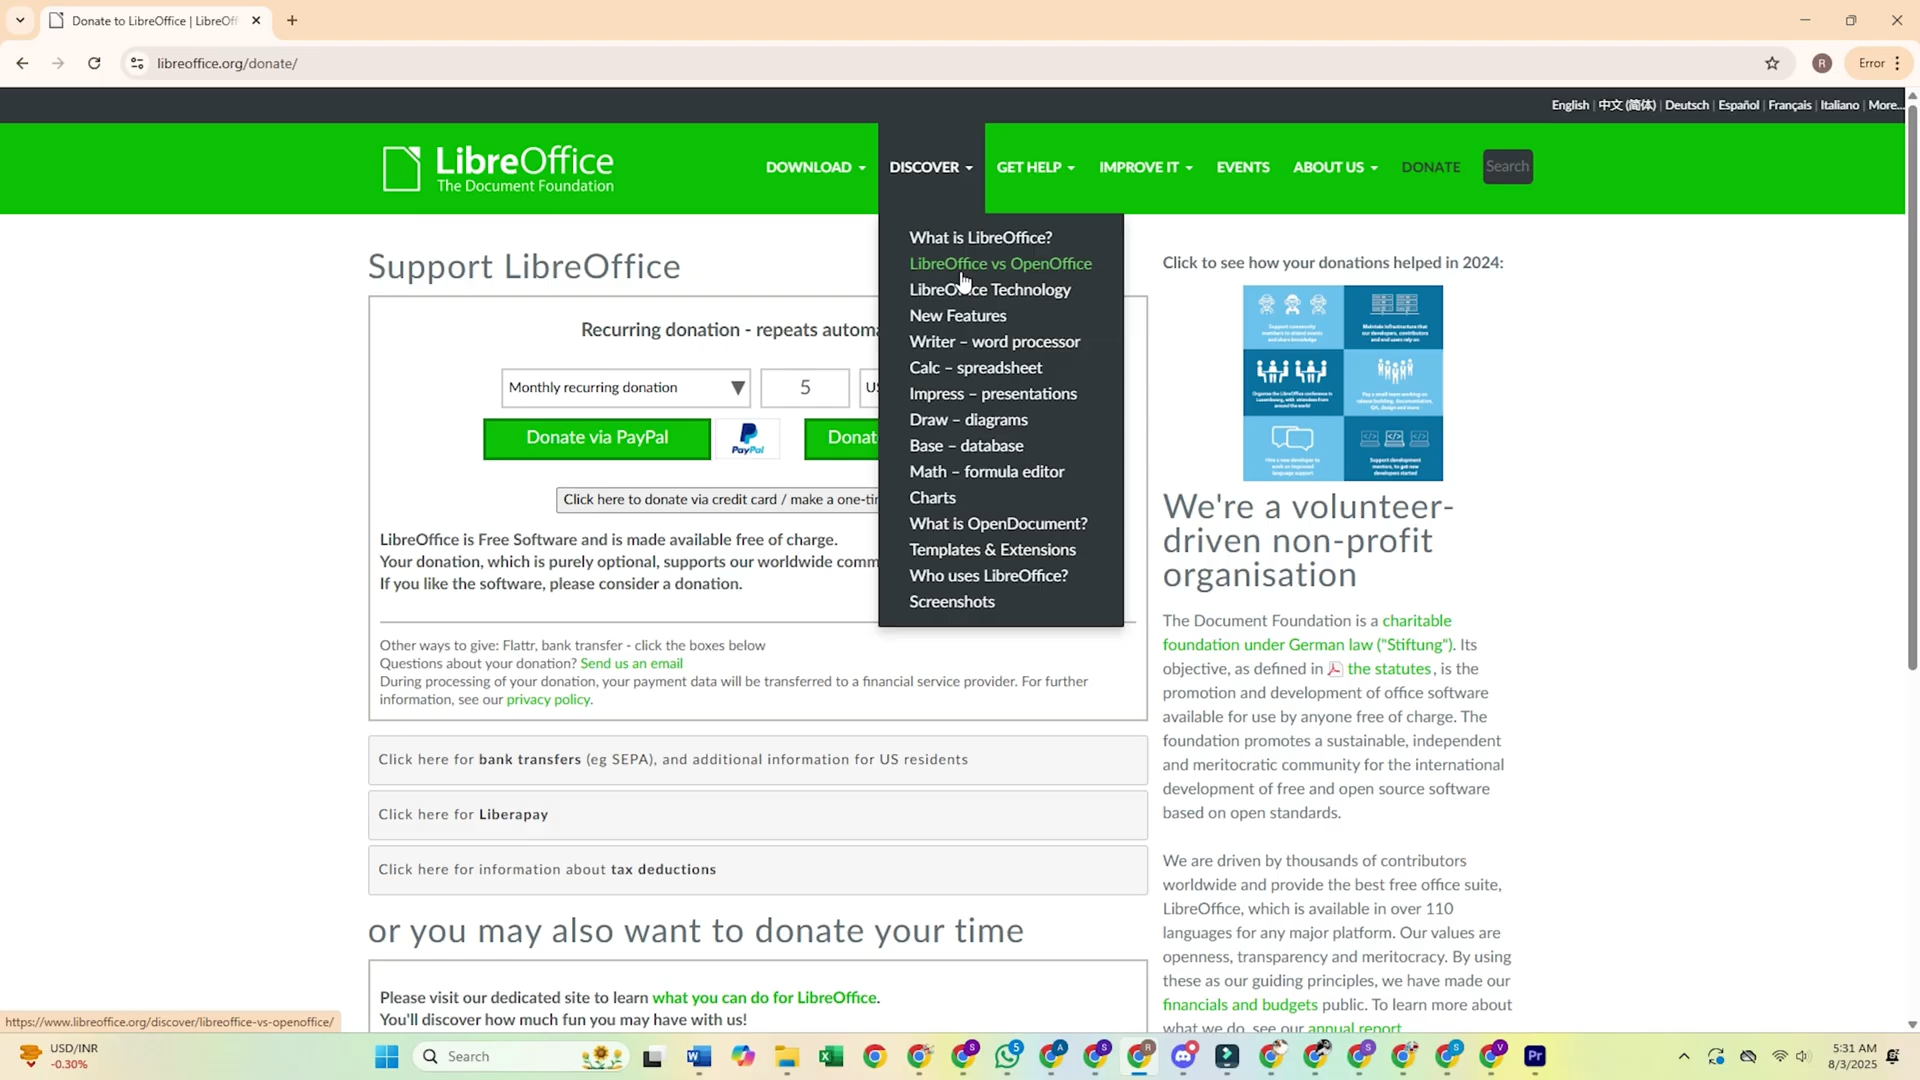 Donate to LibreOffice | LibreOff
libreoffice.org/donate/
R
Error
English | 中文 (简体) | Deutsch | Español | Français | Italiano | More...
LibreOffice
The Document Foundation
DOWNLOAD
DISCOVER
GET HELP
IMPROVE IT
EVENTS
ABOUT US
DONATE
Search
What is LibreOffice?
LibreOffice vs OpenOffice
LibreOffice Technology
New Features
Writer – word processor
Calc – spreadsheet
Impress – presentations
Draw – diagrams
Base – database
Math – formula editor
Charts
What is OpenDocument?
Templates & Extensions
Who uses LibreOffice?
Screenshots
Support LibreOffice
Recurring donation - repeats autom
Monthly recurring donation
5
US
Donate via PayPal
PayPal
Donat
Click here to donate via credit card / make a one-ti
LibreOffice is Free Software and is made available free of charge.
Your donation, which is purely optional, supports our worldwide comm
If you like the software, please consider a donation.
Other ways to give: Flattr, bank transfer - click the boxes below
Questions about your donation? Send us an email
During processing of your donation, your payment data will be transferred to a financial service provider. For further
information, see our privacy policy.
Click here for bank transfers (eg SEPA), and additional information for US residents
Click here for Liberapay
Click here for information about tax deductions
or you may also want to donate your time
Please visit our dedicated site to learn what you can do for LibreOffice.
You'll discover how much fun you may have with us!
Click to see how your donations helped in 2024:
We're a volunteer-
driven non-profit
organisation
The Document Foundation is a charitable
foundation under German law ("Stiftung"). Its
objective, as defined in the statutes, is the
promotion and development of office software
available for use by anyone free of charge. The
foundation promotes a sustainable, independent
and meritocratic community for the international
development of free and open source software
based on open standards.
We are driven by thousands of contributors
worldwide and provide the best free office suite,
LibreOffice, which is available in over 110
languages for any major platform. Our values are
openness, transparency and meritocracy. By using
these as our guiding principles, we have made our
financials and budgets public. To learn more about
what we do, see our annual report
https://www.libreoffice.org/discover/libreoffice-vs-openoffice/
USD/INR
-0.30%
Search
5:31 AM
8/3/2025